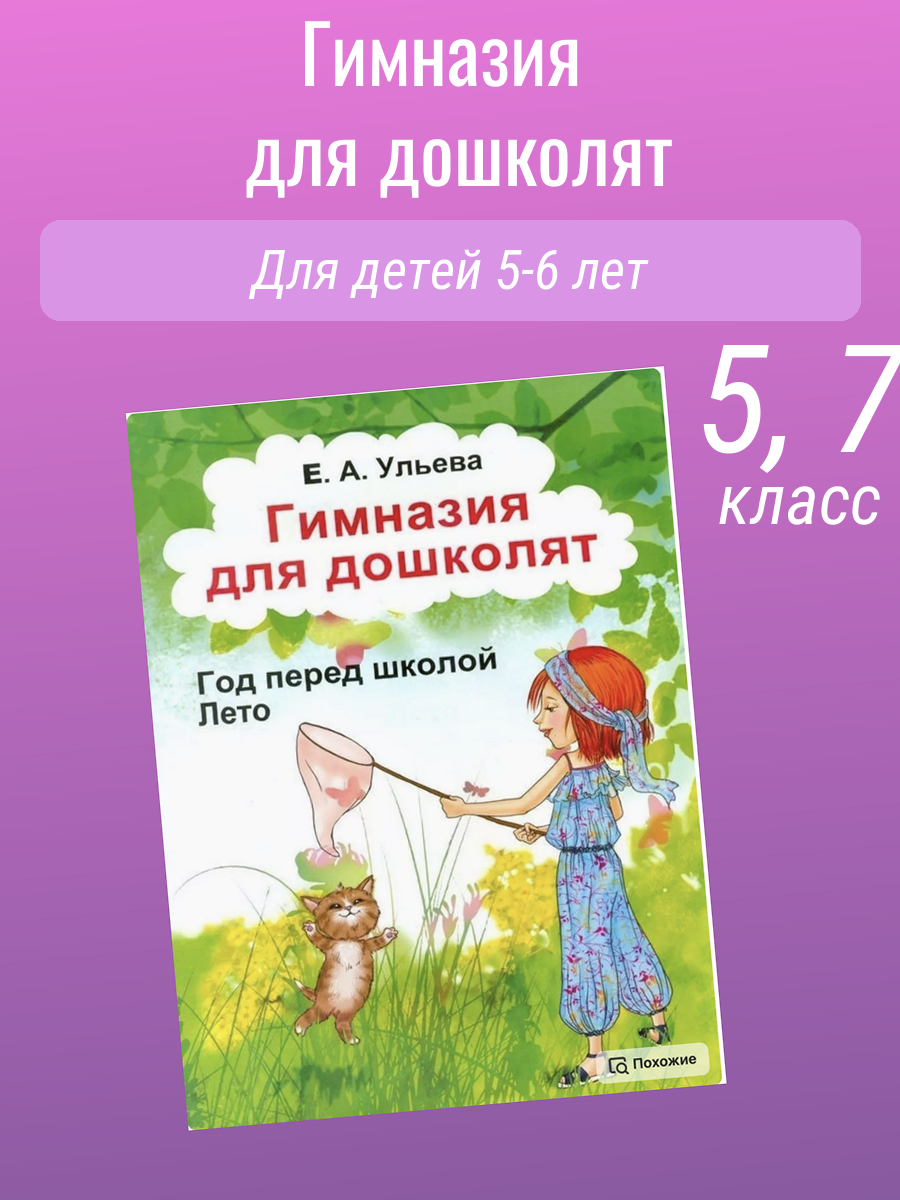 Гимназия
для дошколят
Для детей 5-6 лет
5, 7
класс
Е. А. Ульева
Гимназия
для дошколят
Год перед школой
Лето
Похожие